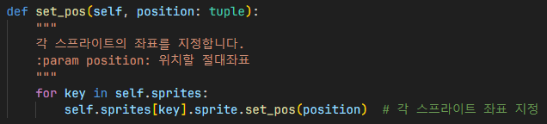 def set_pos(self, position: tuple):
"""
각 스프라이트의 좌표를 지정합니다.
:param position: 위치할 절대좌표
"""
for key in self.sprites:
self.sprites[key].sprite.set_pos(position)  # 각 스프라이트 좌표 지정